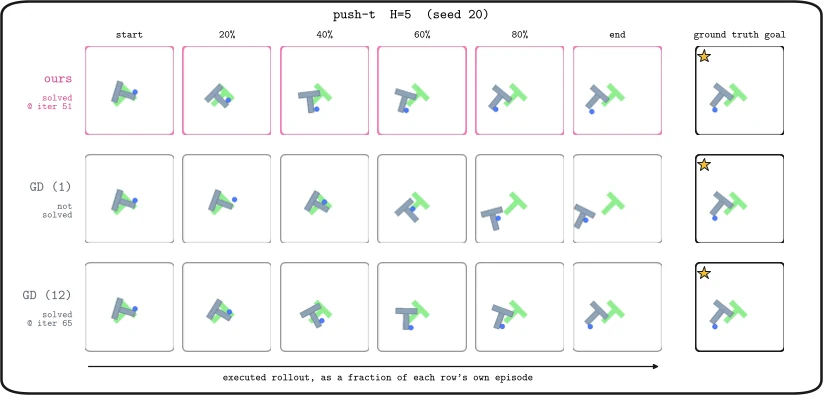 push-t H=5 (seed 20)
start 20% 40% 60% 80% end ground truth goal
ours
solved
@ iter 51
GD (1)
not
solved
GD (12)
solved
@ iter 65
executed rollout, as a fraction of each row's own episode